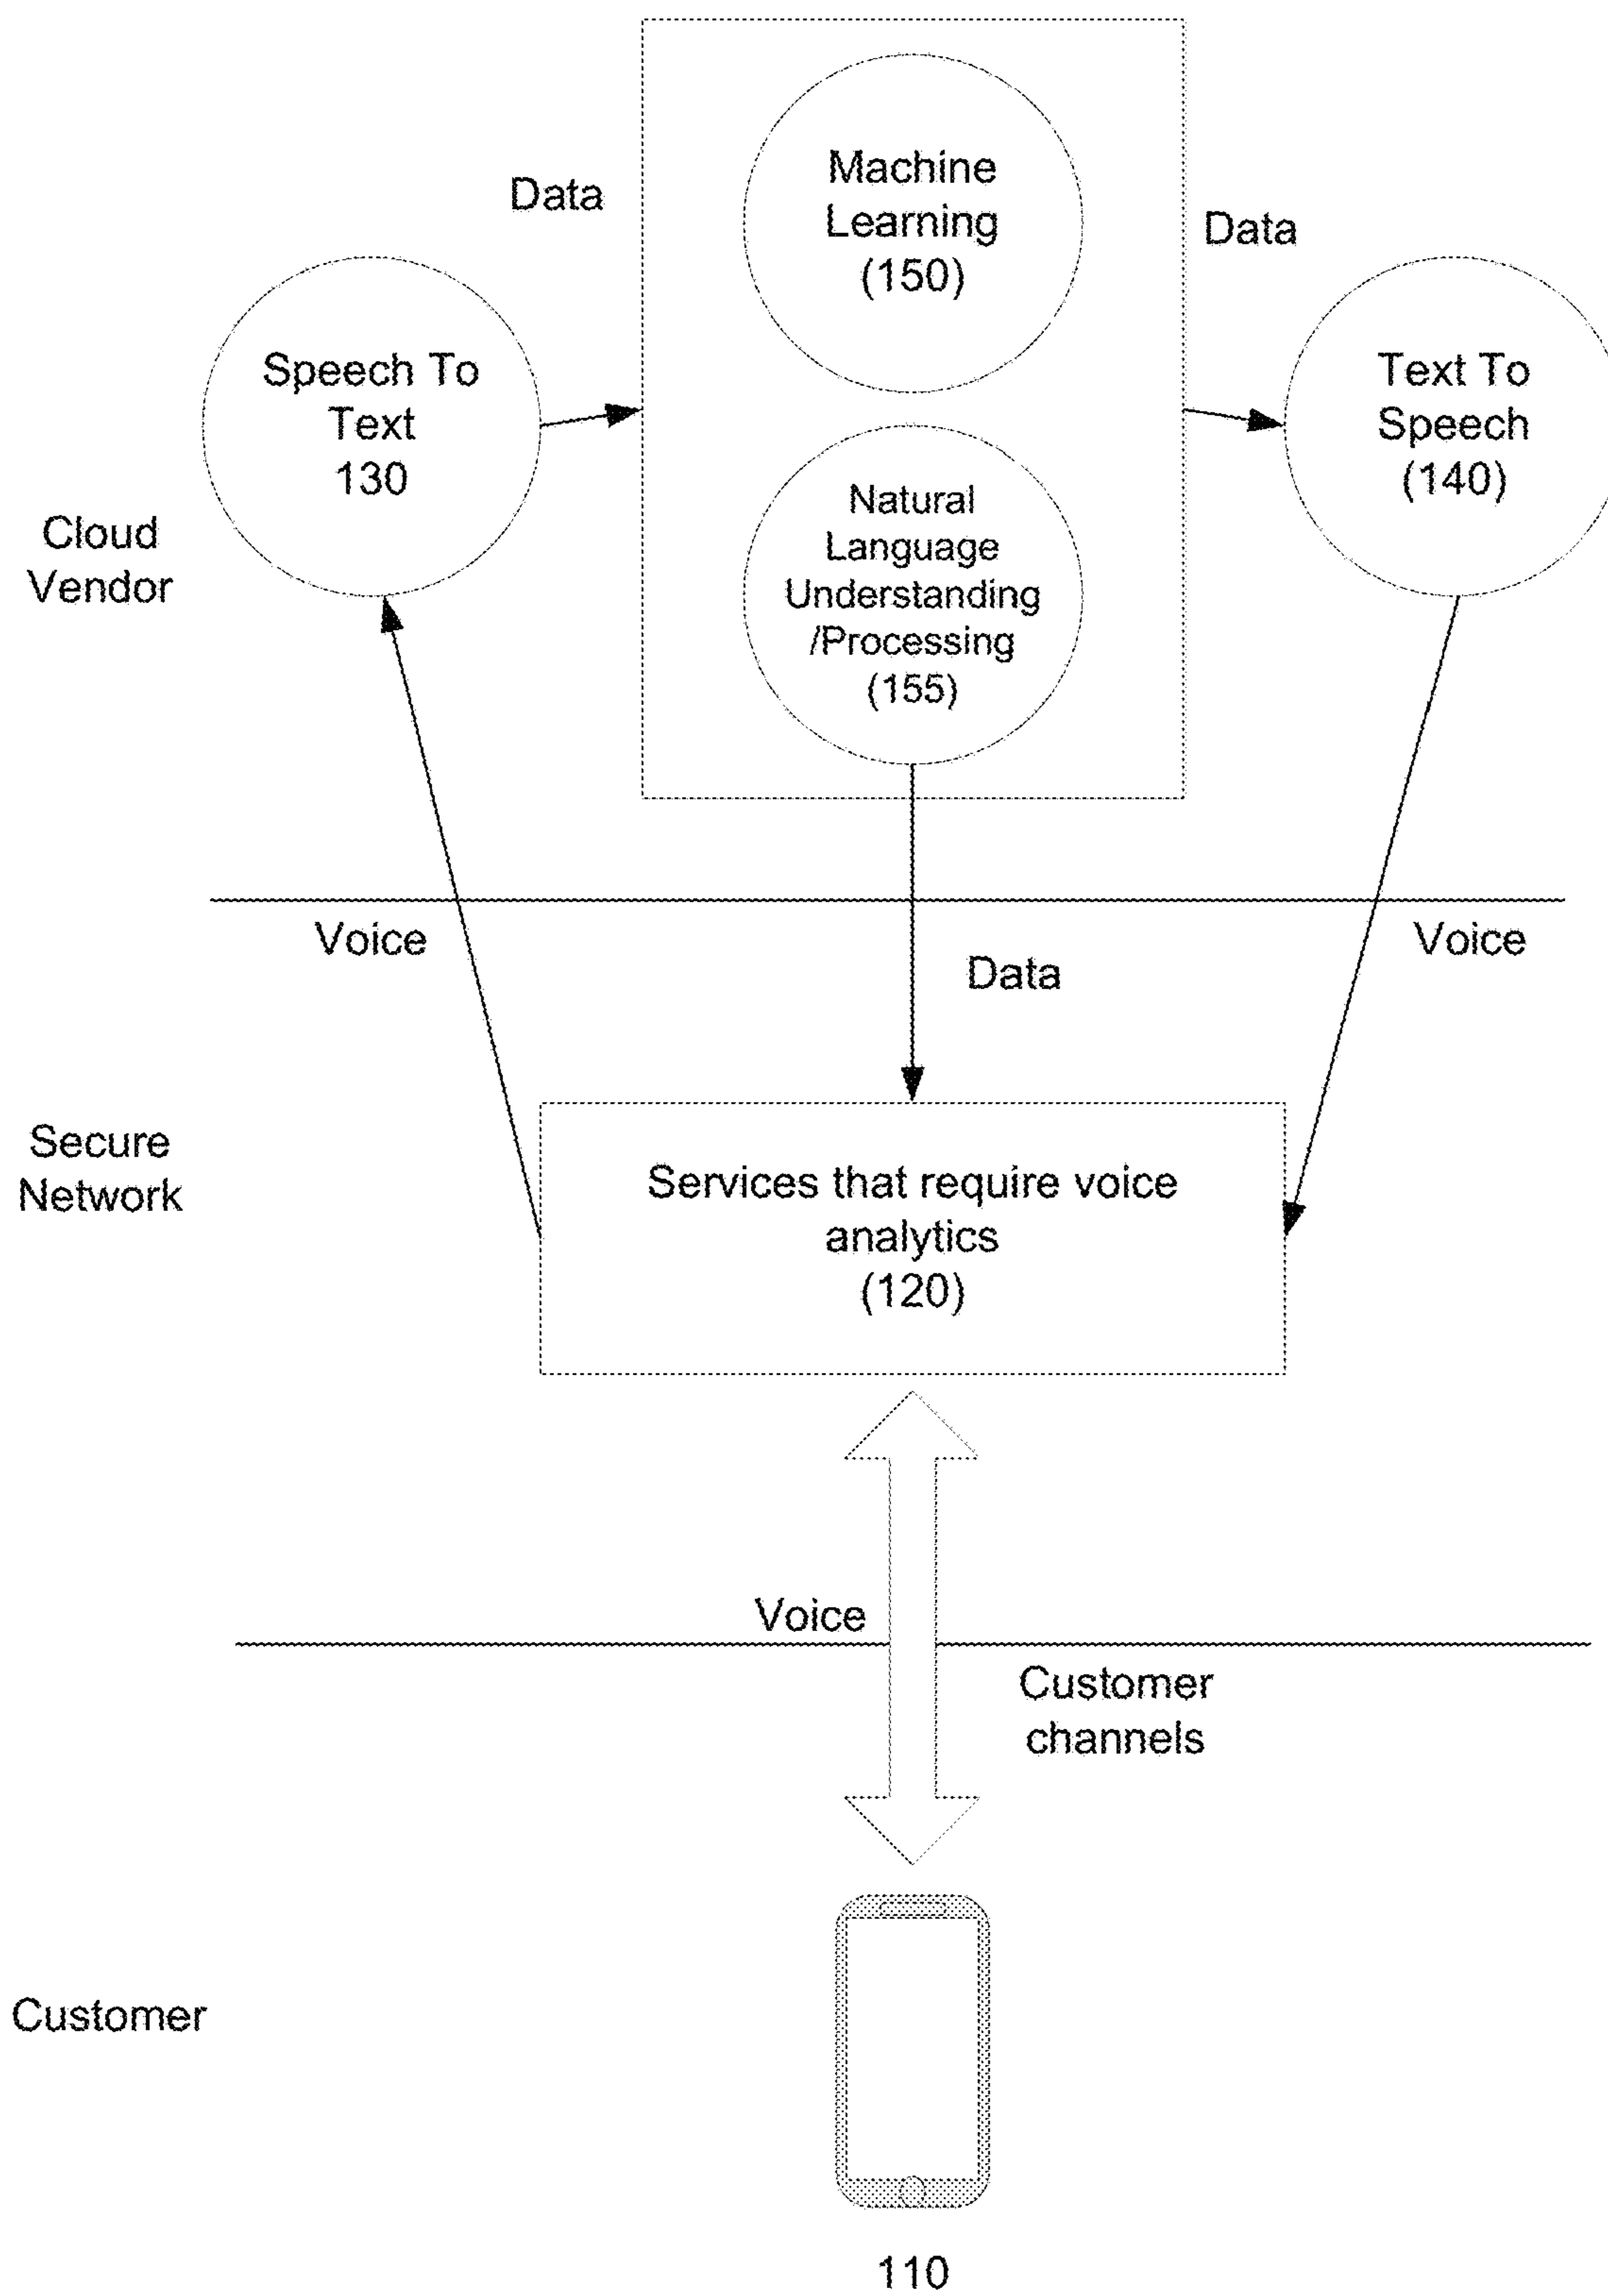 Machine
Learning
(150)
Data
Data
Speech To
Text
130
Text To
Speech
(140)
Natural
Language
Understanding
/Processing
(155)
Cloud
Vendor
Voice
Voice
Data
Secure
Network
Services that require voice
analytics
(120)
Voice
Customer
channels
Customer
110